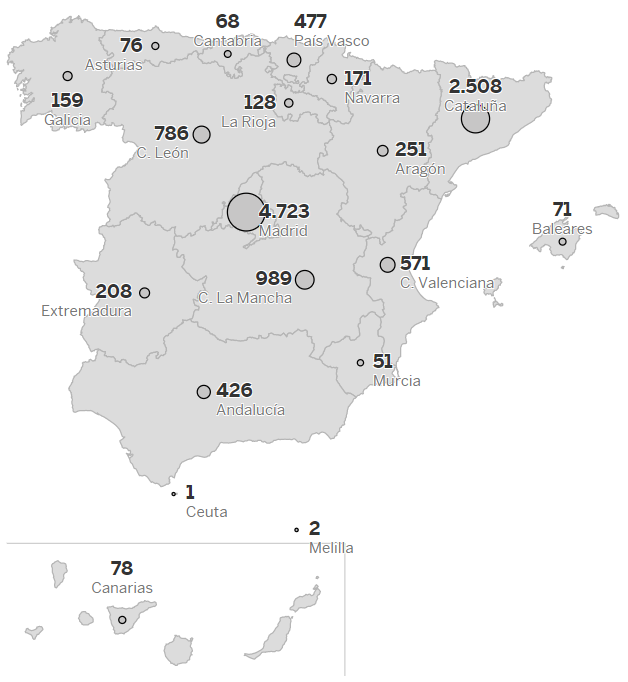 68
Cantabria
477
País Vasco
76
Asturias
159
Galicia
171
Navarra
128
La Rioja
2.508
Cataluña
786
C. León
251
Aragón
4.723
Madrid
71
Baleares
571
C. Valenciana
989
C. La Mancha
208
Extremadura
51
Murcia
426
Andalucía
1
Ceuta
2
Melilla
78
Canarias